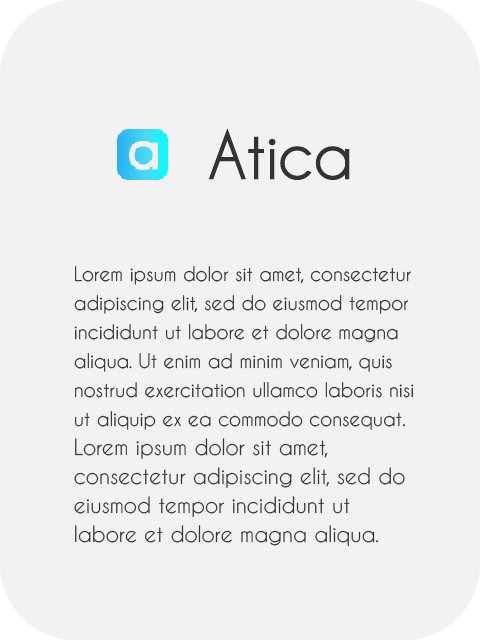 a Atica
Lorem ipsum dolor sit amet, consectetur
adipiscing elit, sed do eiusmod tempor
incididunt ut labore et dolore magna
aliqua. Ut enim ad minim veniam, quis
nostrud exercitation ullamco laboris nisi
ut aliquip ex ea commodo consequat.
Lorem ipsum dolor sit amet,
consectetur adipiscing elit, sed do
eiusmod tempor incididunt ut
labore et dolore magna aliqua.